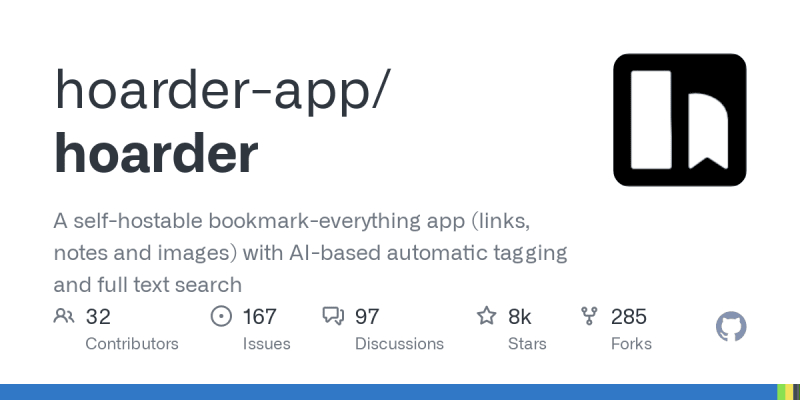 hoarder-app/
hoarder
A self-hostable bookmark-everything app (links,
notes and images) with AI-based automatic tagging
and full text search
32 167 97 8k 285
Contributors Issues Discussions Stars Forks